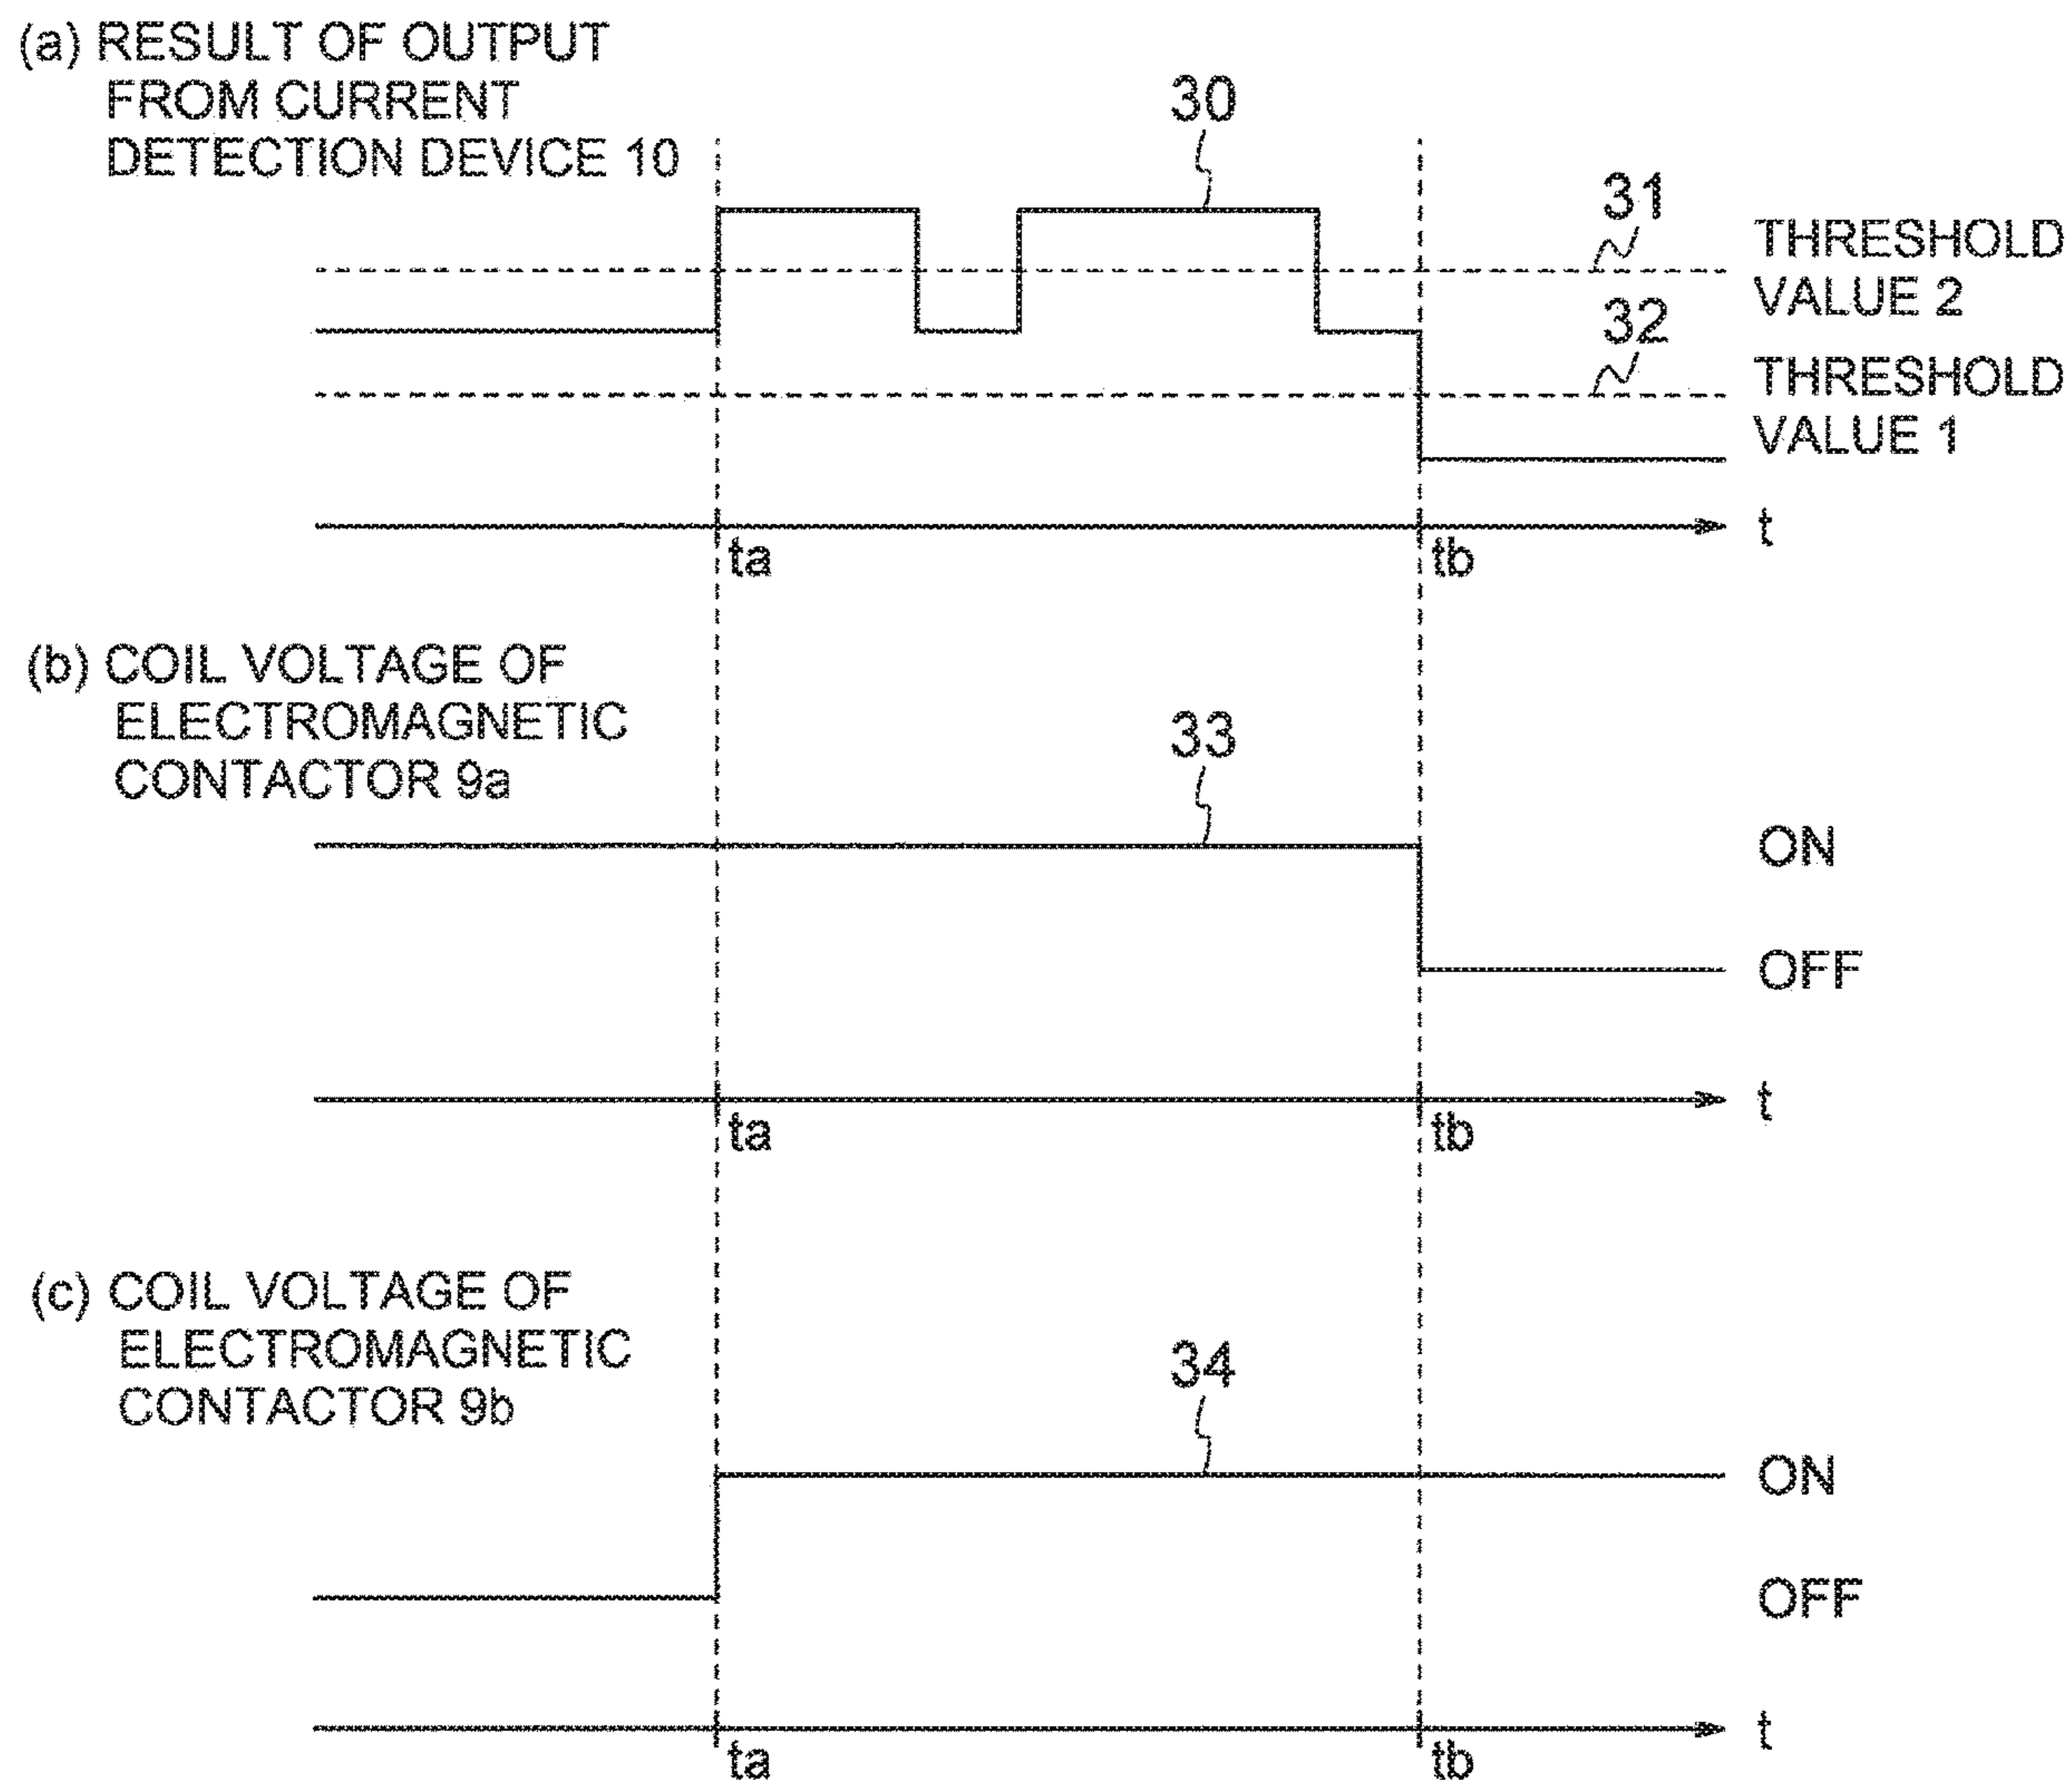 (a) RESULT OF OUTPUT
FROM CURRENT
DETECTION DEVICE 10
30
31
THRESHOLD
VALUE 2
32
THRESHOLD
VALUE 1
t
ta
tb
(b) COIL VOLTAGE OF
ELECTROMAGNETIC
CONTACTOR 9a
33
ON
OFF
t
ta
tb
(c) COIL VOLTAGE OF
ELECTROMAGNETIC
CONTACTOR 9b
34
ON
OFF
t
ta
tb